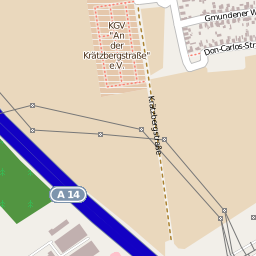 KGV
"An
der
Krätzbergstraße"
e.V.
Gmundener W
Don-Carlos-Str
Krätzbergstraße
A 14